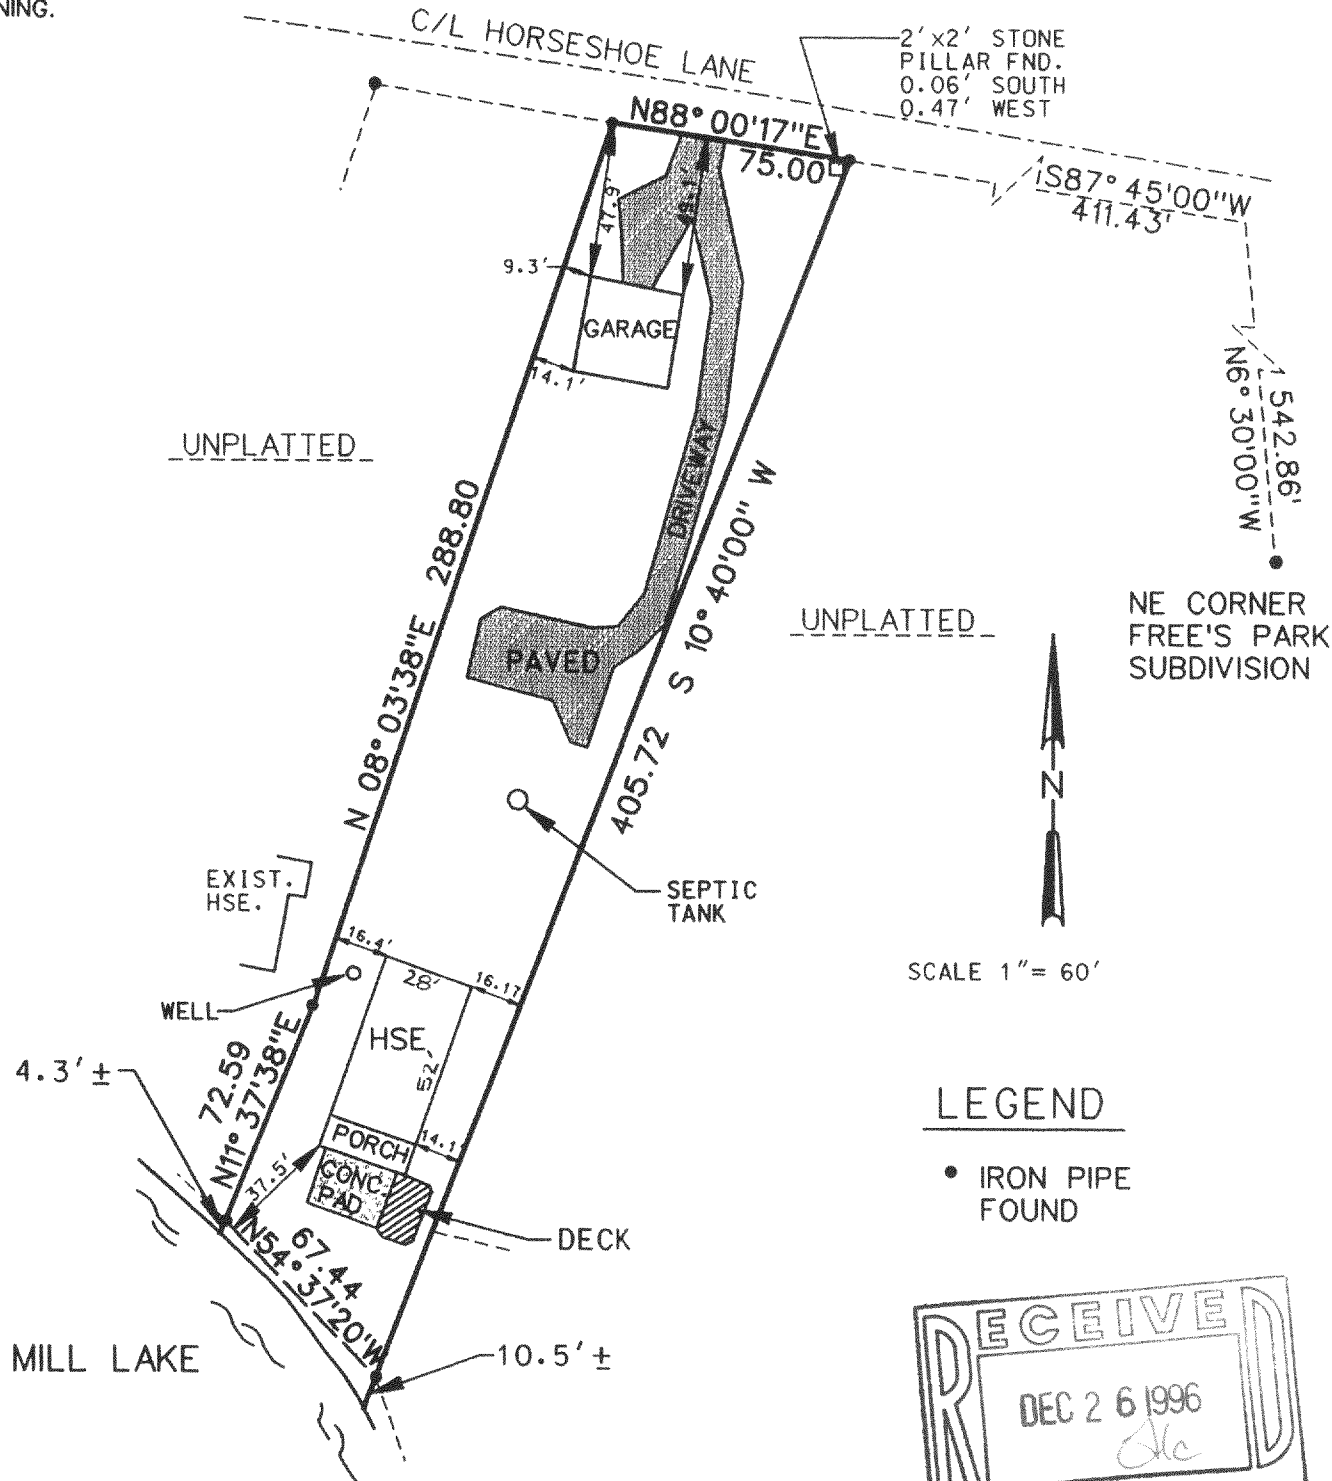 NING.
C/L HORSESHOE LANE
2'x2' STONE
PILLAR FND.
0.06' SOUTH
0.47' WEST
N88° 00'17"E
75.00
S87° 45'00"W
411.43'
47.9'
49.1'
9.3'
GARAGE
14.1'
N6° 30'00"W
542.86'
UNPLATTED
DRIVEWAY
N 08° 03'38"E 288.80
405.72 S 10° 40'00" W
UNPLATTED
NE CORNER
FREE'S PARK
SUBDIVISION
PAVED
N
SEPTIC
TANK
EXIST.
HSE.
SCALE 1"= 60'
16.4'
28'
16.17
WELL
HSE.
52'
4.3' ±
72.59
N11° 37'38"E
LEGEND
PORCH
14.1'
IRON PIPE
FOUND
37.5'
CONC.
PAD
DECK
67.44
N54° 37'20"W
MILL LAKE
10.5' ±
RECEIVED
DEC 2 6 1996